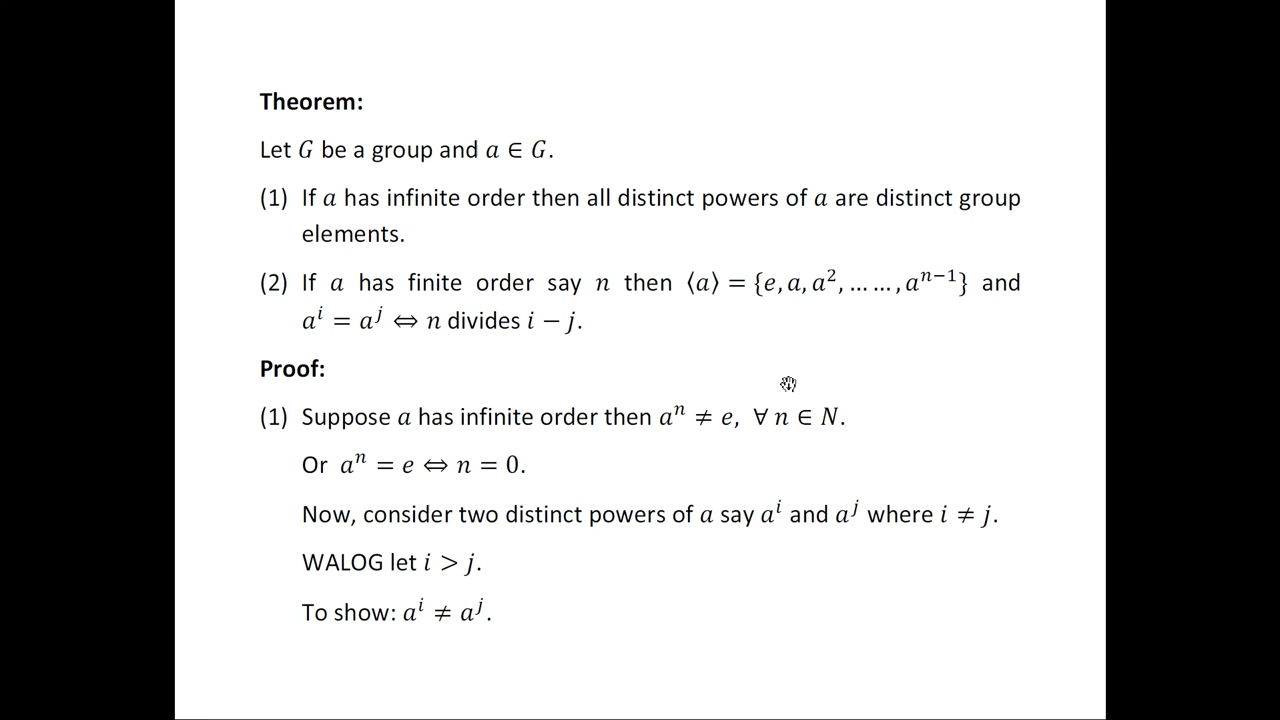 Theorem:
Let G be a group and a ∈ G.
(1) If a has infinite order then all distinct powers of a are distinct group
elements.
(2) If a has finite order say n then ⟨a⟩ = {e, a, a², … … , aⁿ⁻¹} and
aⁱ = aʲ ⇔ n divides i − j.
Proof:
(1) Suppose a has infinite order then aⁿ ≠ e, ∀ n ∈ N.
Or aⁿ = e ⇔ n = 0.
Now, consider two distinct powers of a say aⁱ and aʲ where i ≠ j.
WALOG let i > j.
To show: aⁱ ≠ aʲ.